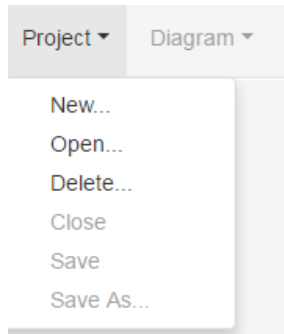 Project Diagram
New...
Open...
Delete...
Close
Save
Save As...